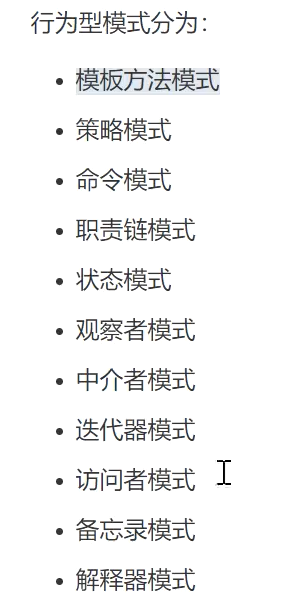 行为型模式分为：
• 模板方法模式
• 策略模式
• 命令模式
• 职责链模式
• 状态模式
• 观察者模式
• 中介者模式
• 迭代器模式
• 访问者模式
• 备忘录模式
• 解释器模式